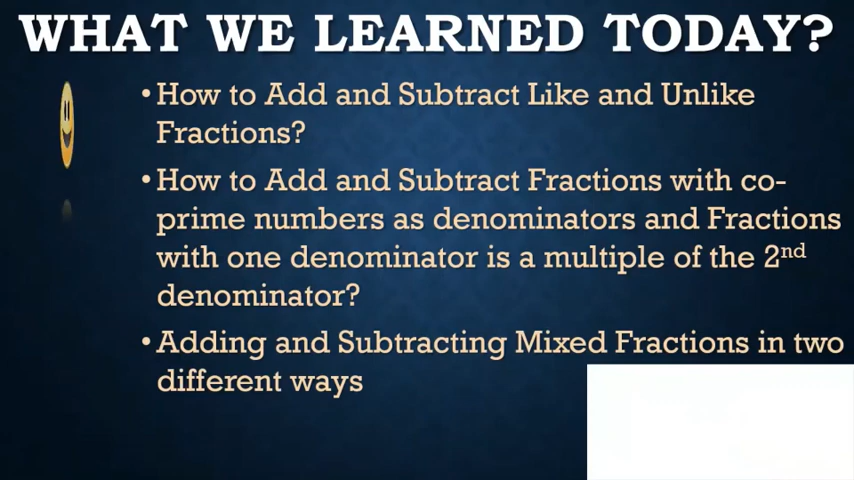 WHAT WE LEARNED TODAY?
•How to Add and Subtract Like and Unlike
Fractions?
•How to Add and Subtract Fractions with co-
prime numbers as denominators and Fractions
with one denominator is a multiple of the 2nd
denominator?
•Adding and Subtracting Mixed Fractions in two
different ways